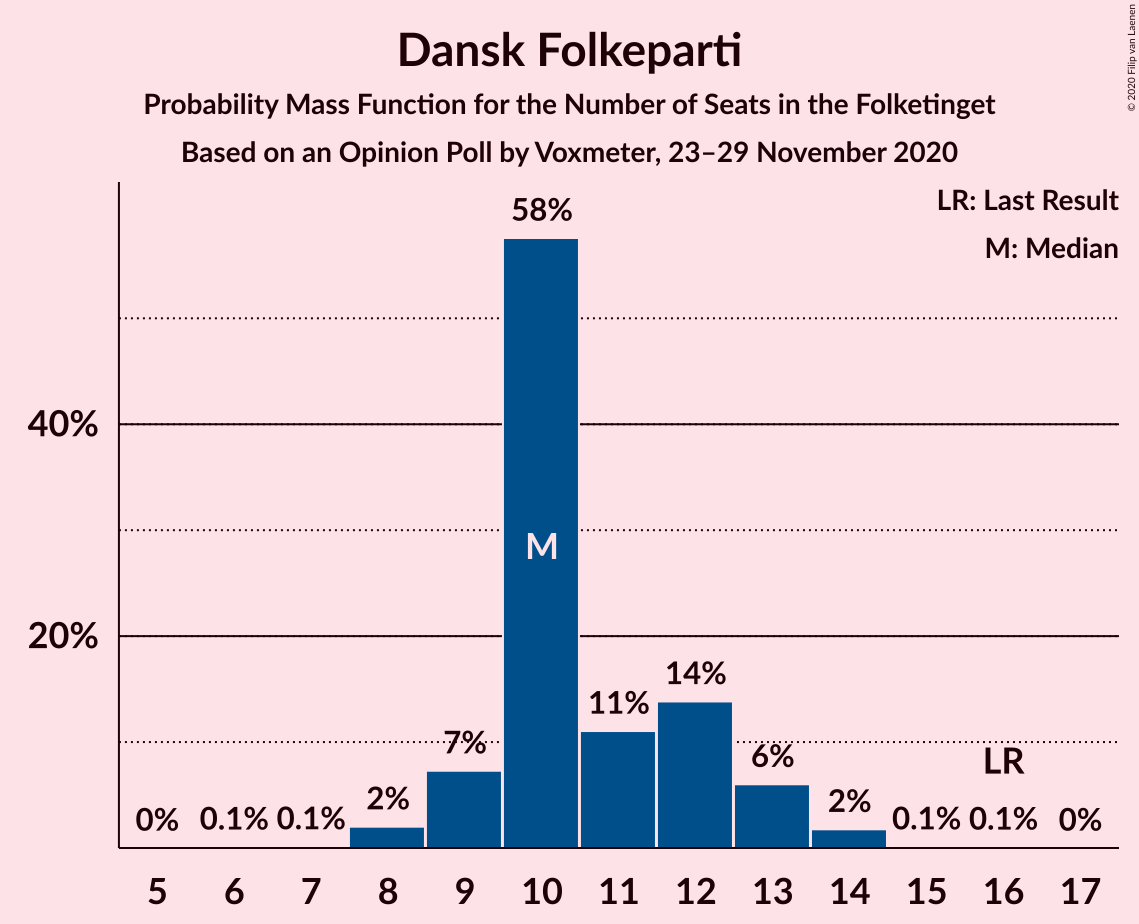 Dansk Folkeparti
Probability Mass Function for the Number of Seats in the Folketinget
Based on an Opinion Poll by Voxmeter, 23–29 November 2020
© 2020 Filip van Laenen
LR: Last Result
M: Median
58%
40%
M
20%
14%
11%
7%
6%
LR
2%
2%
0%
0.1%
0.1%
0.1%
0.1%
0%
5 6 7 8 9 10 11 12 13 14 15 16 17